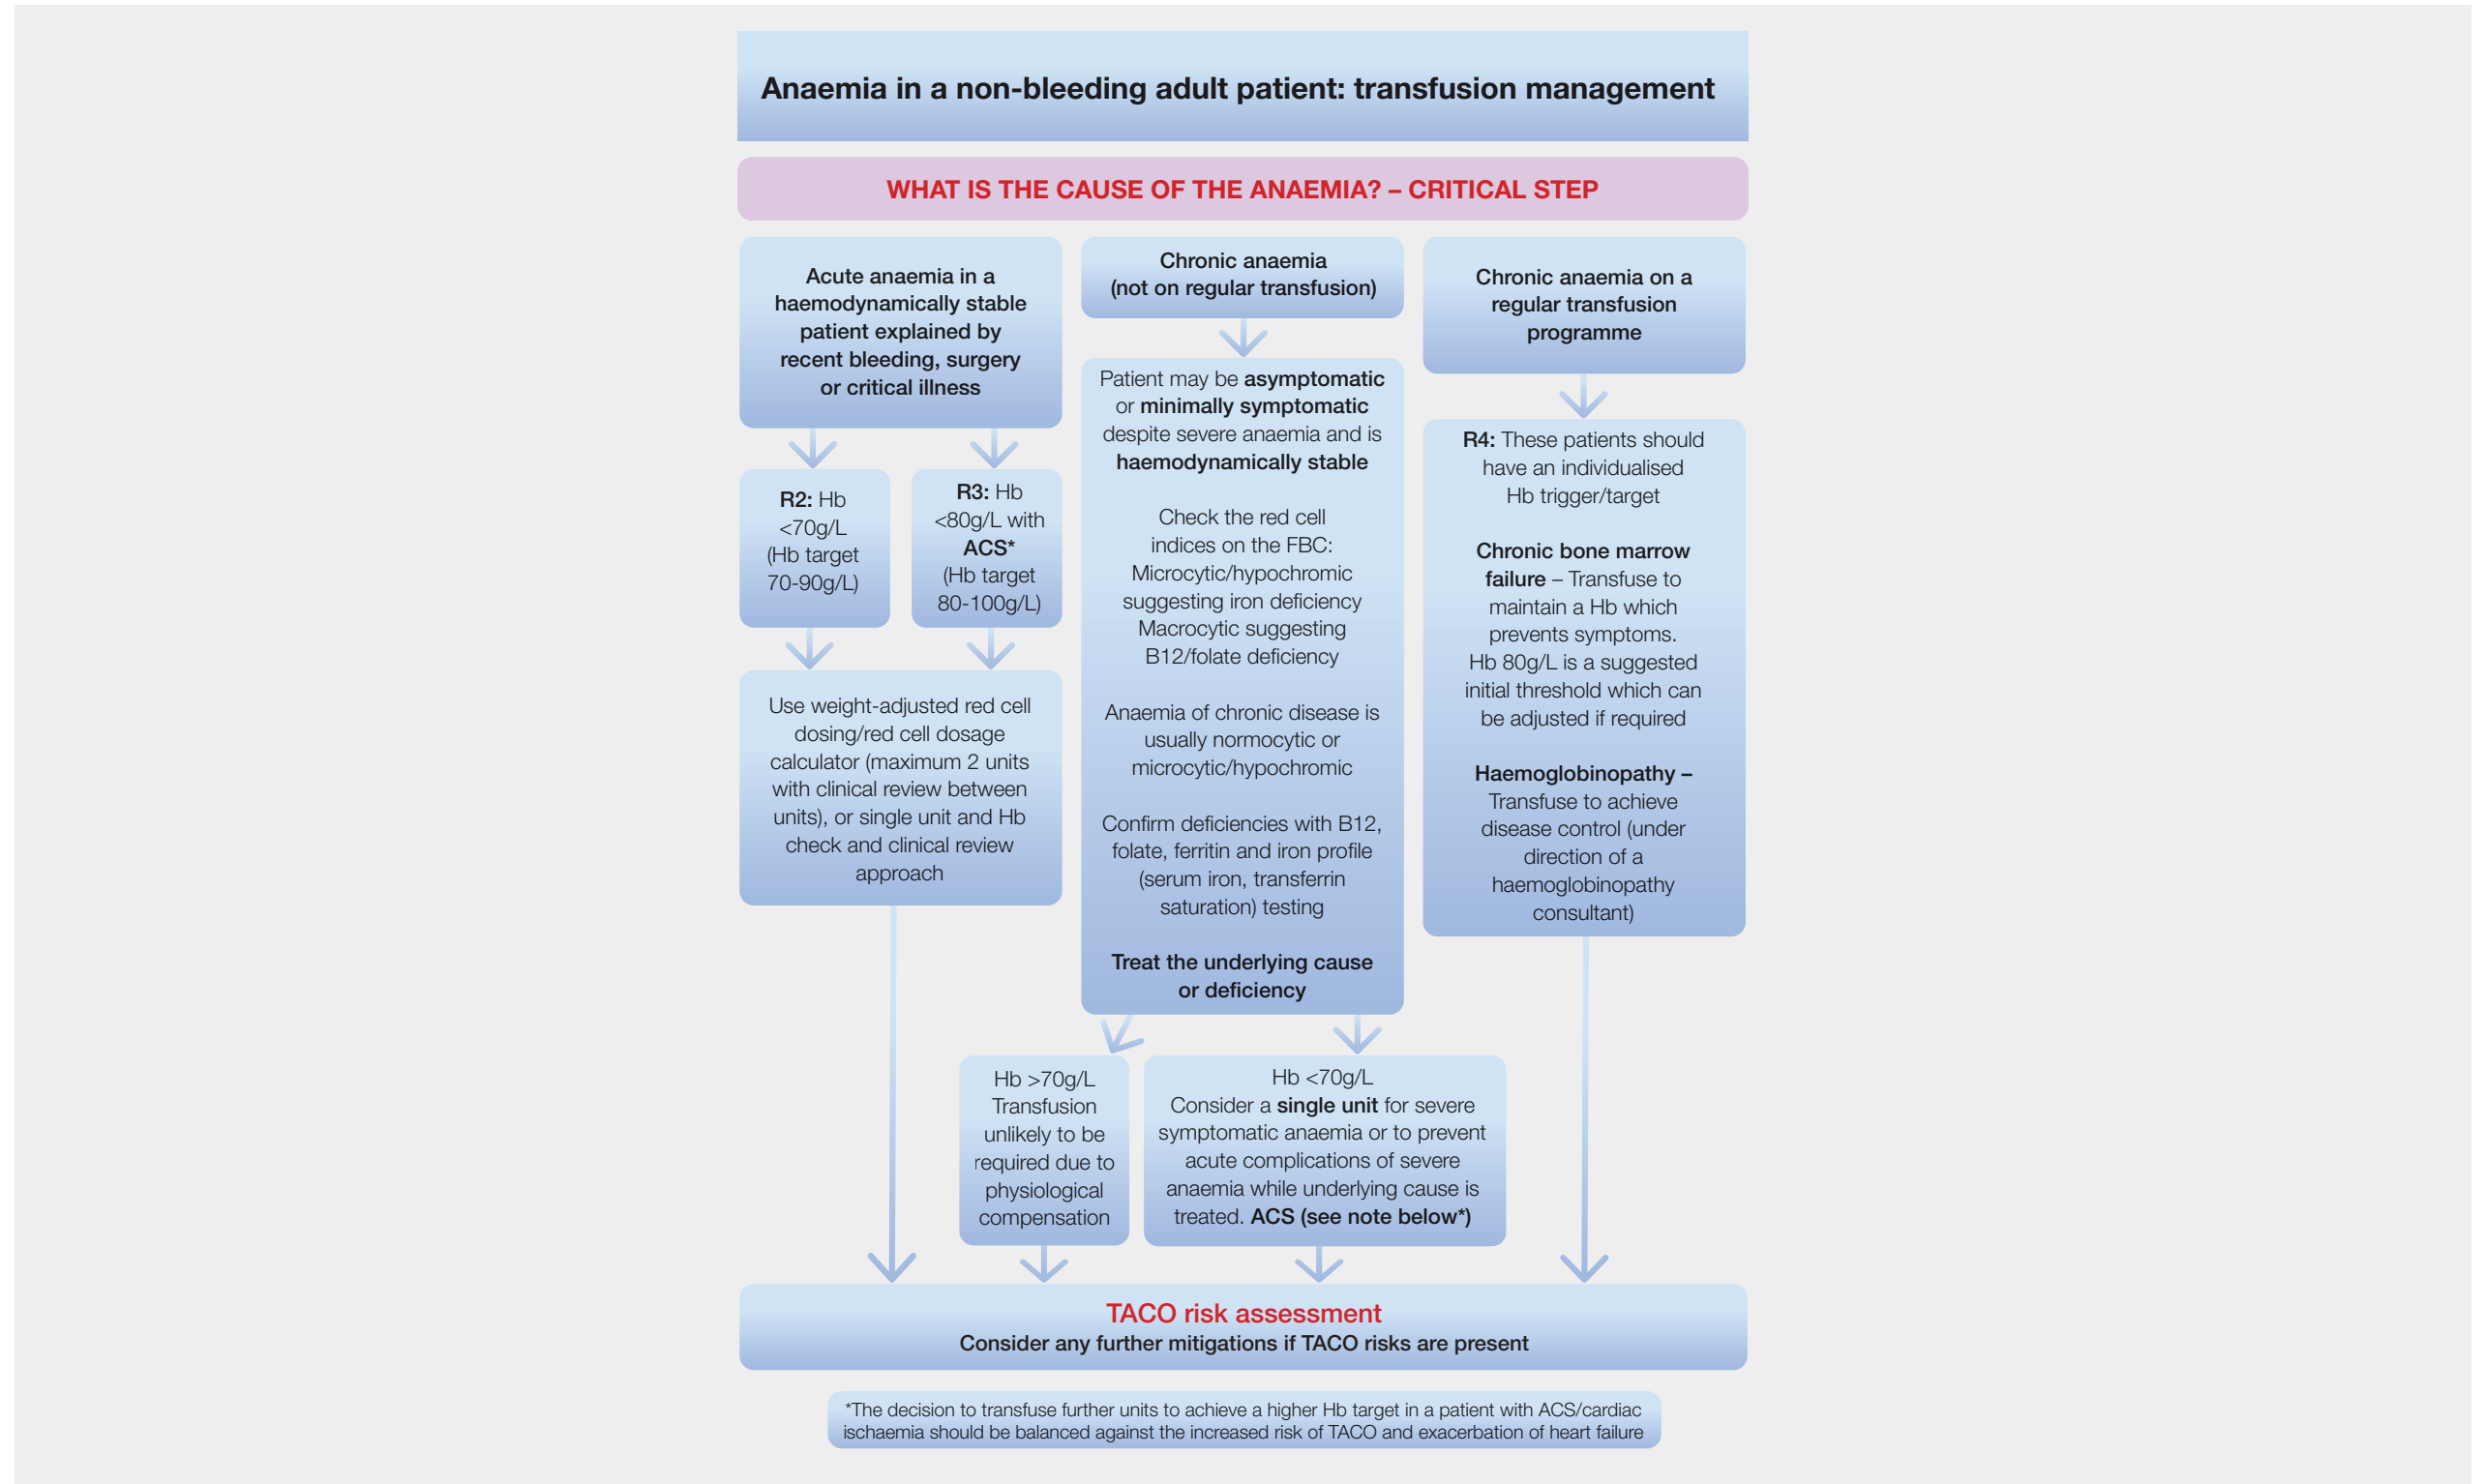 Anaemia in a non-bleeding adult patient: transfusion management
WHAT IS THE CAUSE OF THE ANAEMIA? – CRITICAL STEP
Acute anaemia in a
haemodynamically stable
patient explained by
recent bleeding, surgery
or critical illness
R2: Hb
<70g/L
(Hb target
70-90g/L)
R3: Hb
<80g/L with
ACS*
(Hb target
80-100g/L)
Use weight-adjusted red cell
dosing/red cell dosage
calculator (maximum 2 units
with clinical review between
units), or single unit and Hb
check and clinical review
approach
Chronic anaemia
(not on regular transfusion)
Patient may be asymptomatic
or minimally symptomatic
despite severe anaemia and is
haemodynamically stable
Check the red cell
indices on the FBC:
Microcytic/hypochromic
suggesting iron deficiency
Macrocytic suggesting
B12/folate deficiency
Anaemia of chronic disease is
usually normocytic or
microcytic/hypochromic
Confirm deficiencies with B12,
folate, ferritin and iron profile
(serum iron, transferrin
saturation) testing
Treat the underlying cause
or deficiency
Hb >70g/L
Transfusion
unlikely to be
required due to
physiological
compensation
Hb <70g/L
Consider a single unit for severe
symptomatic anaemia or to prevent
acute complications of severe
anaemia while underlying cause is
treated. ACS (see note below*)
Chronic anaemia on a
regular transfusion
programme
R4: These patients should
have an individualised
Hb trigger/target
Chronic bone marrow
failure – Transfuse to
maintain a Hb which
prevents symptoms.
Hb 80g/L is a suggested
initial threshold which can
be adjusted if required
Haemoglobinopathy –
Transfuse to achieve
disease control (under
direction of a
haemoglobinopathy
consultant)
TACO risk assessment
Consider any further mitigations if TACO risks are present
*The decision to transfuse further units to achieve a higher Hb target in a patient with ACS/cardiac
ischaemia should be balanced against the increased risk of TACO and exacerbation of heart failure